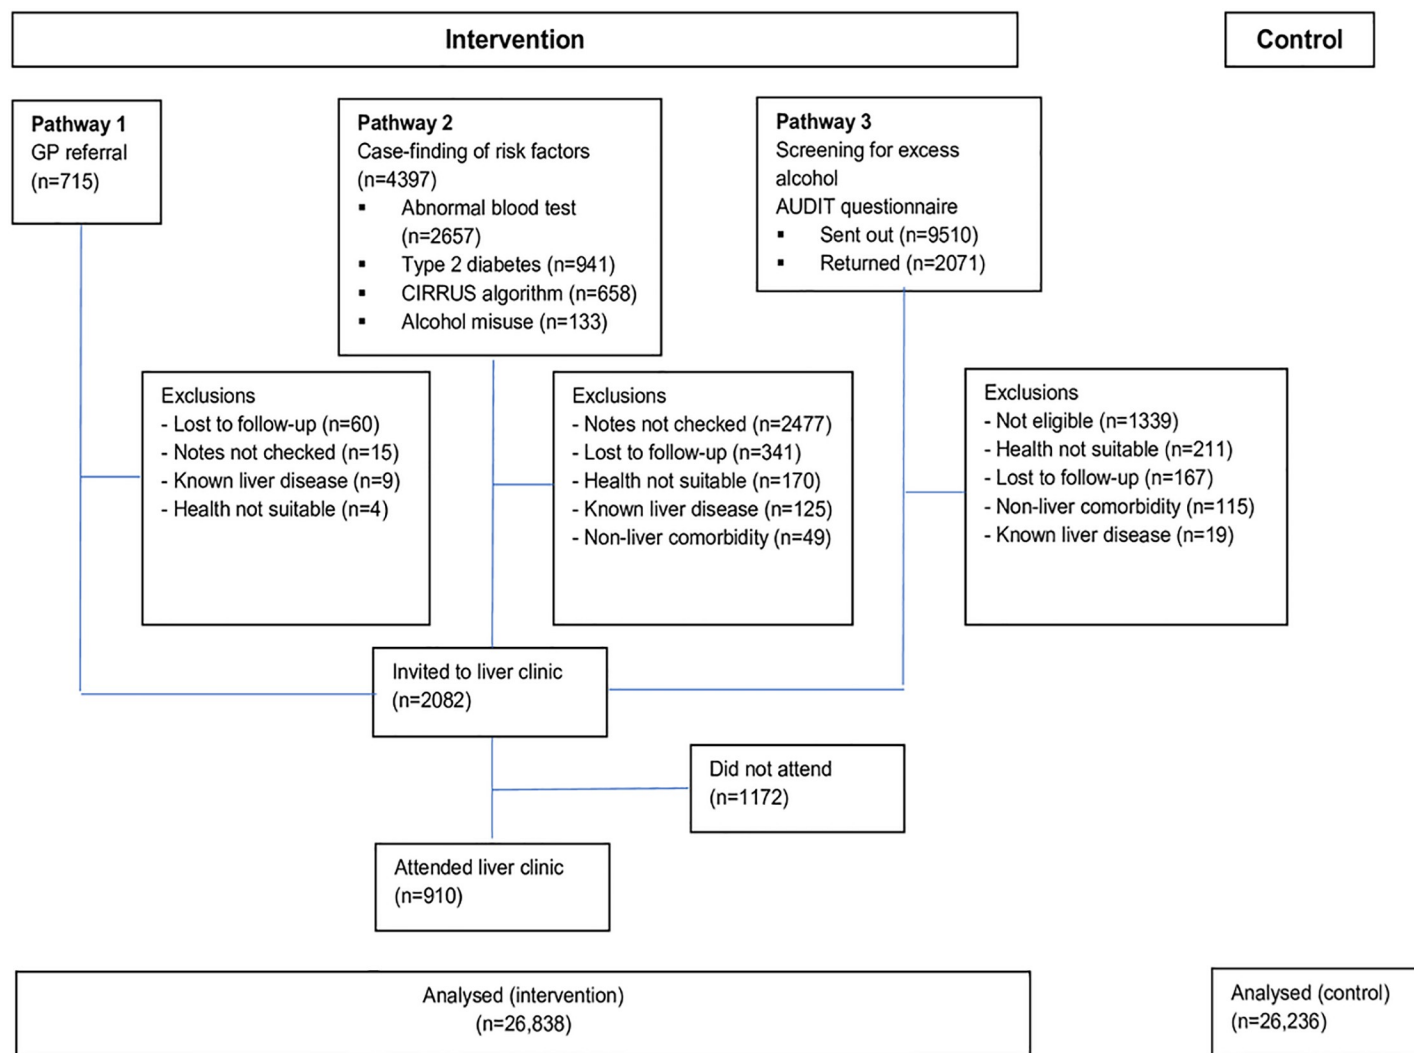 Intervention
Control
Pathway 1
GP referral
(n=715)
Pathway 2
Case-finding of risk factors
(n=4397)
▪ Abnormal blood test
(n=2657)
▪ Type 2 diabetes (n=941)
▪ CIRRUS algorithm (n=658)
▪ Alcohol misuse (n=133)
Pathway 3
Screening for excess
alcohol
AUDIT questionnaire
▪ Sent out (n=9510)
▪ Returned (n=2071)
Exclusions
- Lost to follow-up (n=60)
- Notes not checked (n=15)
- Known liver disease (n=9)
- Health not suitable (n=4)
Exclusions
- Notes not checked (n=2477)
- Lost to follow-up (n=341)
- Health not suitable (n=170)
- Known liver disease (n=125)
- Non-liver comorbidity (n=49)
Exclusions
- Not eligible (n=1339)
- Health not suitable (n=211)
- Lost to follow-up (n=167)
- Non-liver comorbidity (n=115)
- Known liver disease (n=19)
Invited to liver clinic
(n=2082)
Did not attend
(n=1172)
Attended liver clinic
(n=910)
Analysed (intervention)
(n=26,838)
Analysed (control)
(n=26,236)